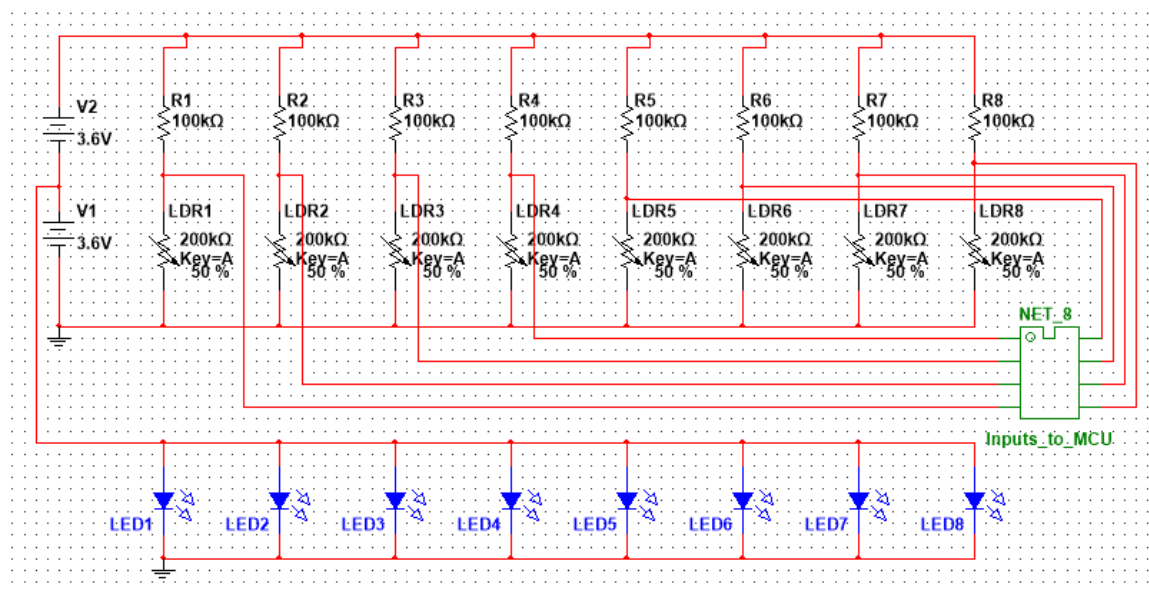 V2
3.6V
V1
3.6V
R1
100kΩ
R2
100kΩ
R3
100kΩ
R4
100kΩ
R5
100kΩ
R6
100kΩ
R7
100kΩ
R8
100kΩ
LDR1
200kΩ
Key=A
50 %
LDR2
200kΩ
Key=A
50 %
LDR3
200kΩ
Key=A
50 %
LDR4
200kΩ
Key=A
50 %
LDR5
200kΩ
Key=A
50 %
LDR6
200kΩ
Key=A
50 %
LDR7
200kΩ
Key=A
50 %
LDR8
200kΩ
Key=A
50 %
NET_8
Inputs_to_MCU
LED1
LED2
LED3
LED4
LED5
LED6
LED7
LED8